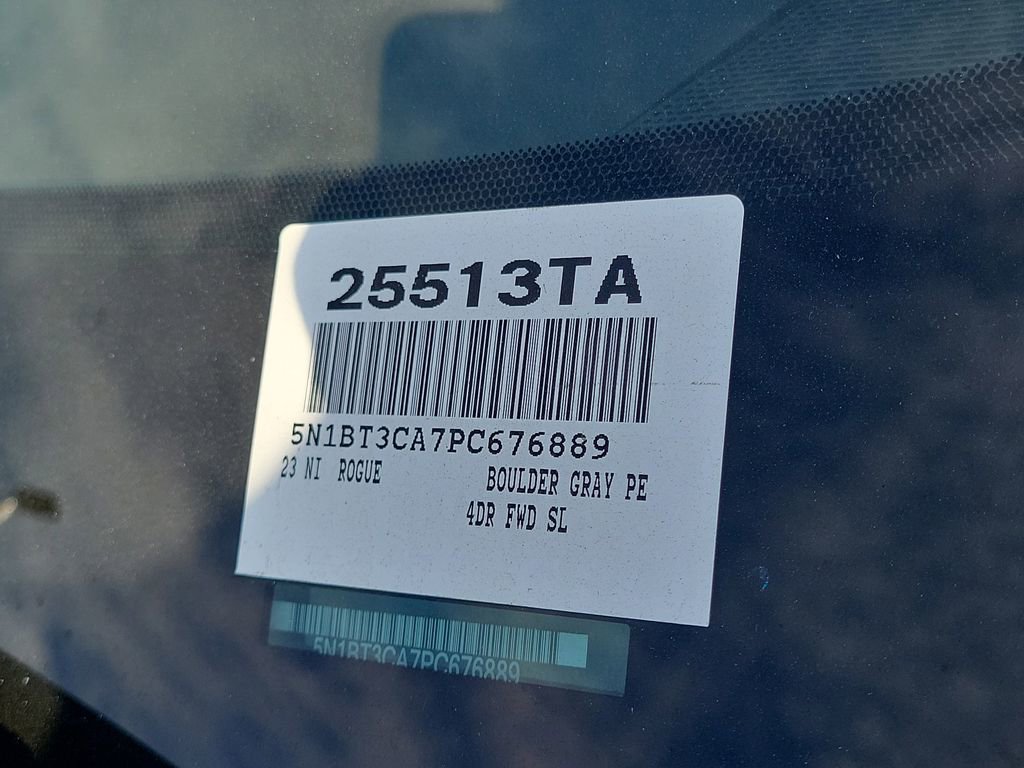 25513TA
5N1BT3CA7PC676889
23 NI ROGUE BOULDER GRAY PE
4DR FWD SL
5N1BT3CA7PC676889